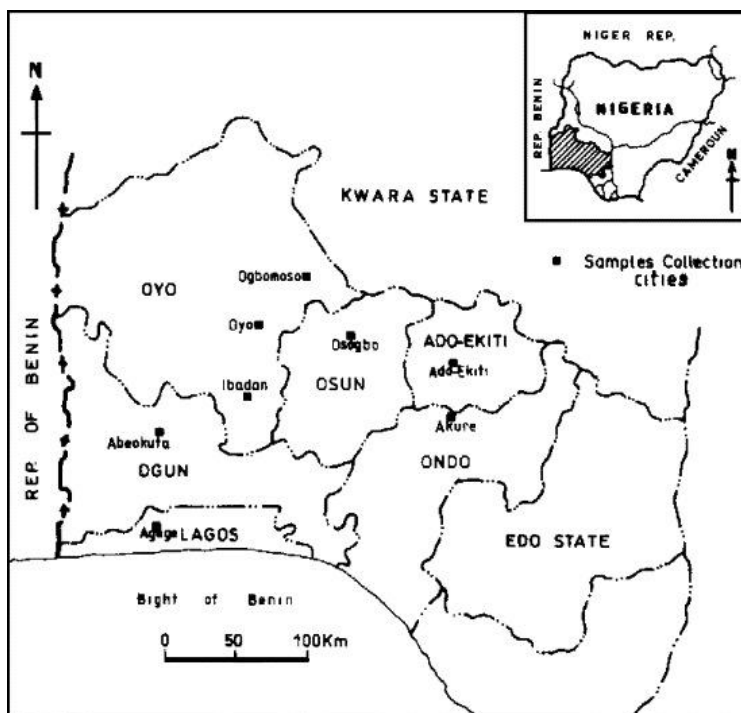 N
NIGER REP.
REP. BENIN
NIGERIA
CAMEROUN
N
KWARA STATE
Samples Collection
cities
Ogbomoso
OYO
Oyo
Osogbo
ADO-EKITI
Ado-Ekiti
OSUN
Ibadan
Akure
REP. OF BENIN
Abeokuta
OGUN
ONDO
Agege LAGOS
EDO STATE
Bight of Benin
0 50 100Km